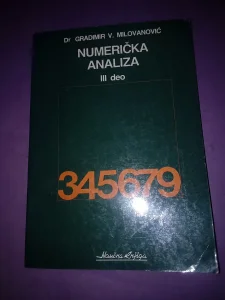 Dr GRADIMIR V. MILOVANOVIĆ
NUMERIČKA
ANALIZA
III deo
345679
Naučna Knjiga